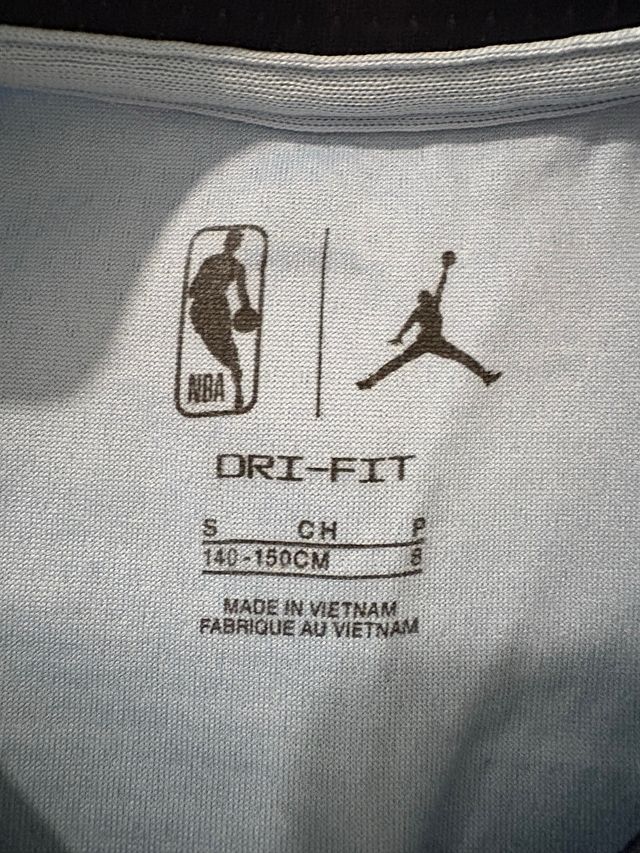 NBA
DRI-FIT
S CH P
140-150CM 8
MADE IN VIETNAM
FABRIQUE AU VIETNAM